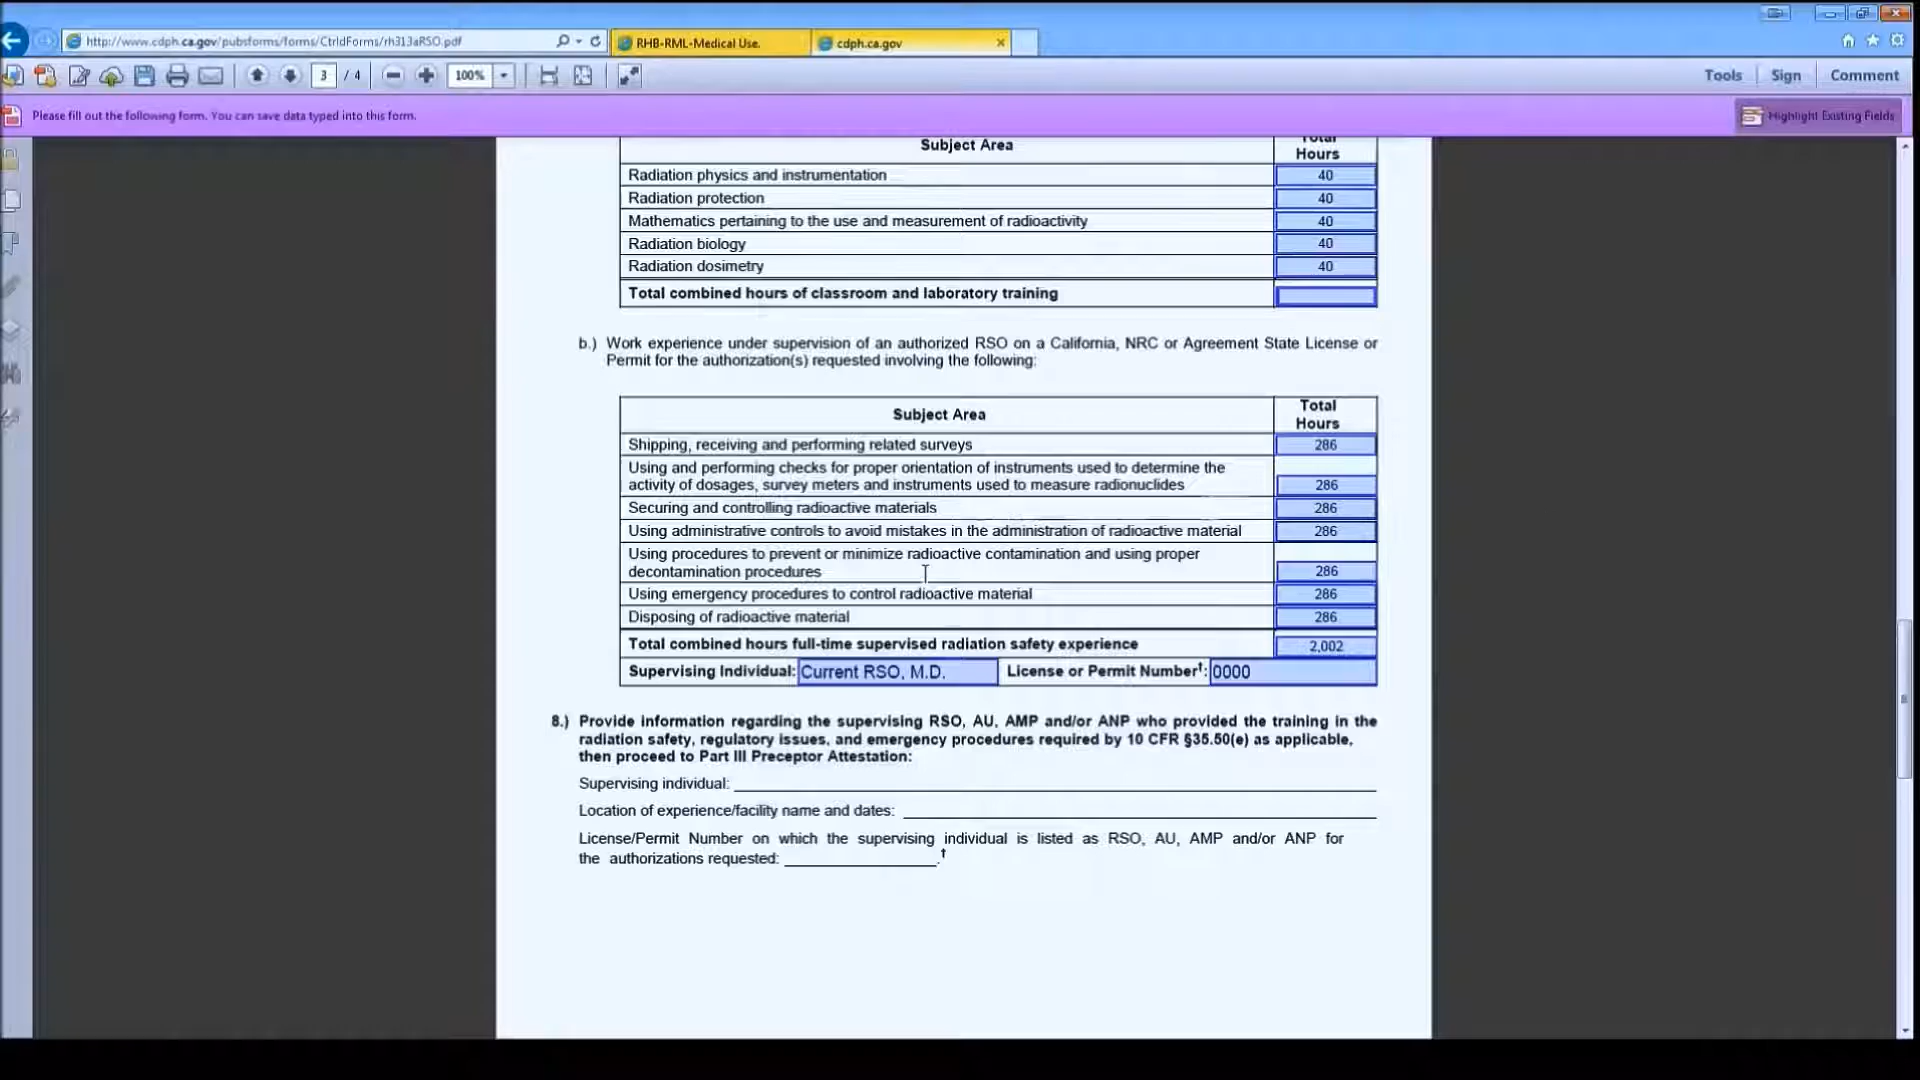 http://www.cdph.ca.gov/pubsforms/forms/CtrldForms/rh313aRSO.pdf
RHB-RML-Medical Use.
cdph.ca.gov
3 / 4
100%
Tools
Sign
Comment
Please fill out the following form. You can save data typed into this form.
Highlight Existing Fields
Subject Area
Total
Hours
Radiation physics and instrumentation 40
Radiation protection 40
Mathematics pertaining to the use and measurement of radioactivity 40
Radiation biology 40
Radiation dosimetry 40
Total combined hours of classroom and laboratory training
b.) Work experience under supervision of an authorized RSO on a California, NRC or Agreement State License or
Permit for the authorization(s) requested involving the following:
Subject Area
Total
Hours
Shipping, receiving and performing related surveys 286
Using and performing checks for proper orientation of instruments used to determine the
activity of dosages, survey meters and instruments used to measure radionuclides 286
Securing and controlling radioactive materials 286
Using administrative controls to avoid mistakes in the administration of radioactive material 286
Using procedures to prevent or minimize radioactive contamination and using proper
decontamination procedures 286
Using emergency procedures to control radioactive material 286
Disposing of radioactive material 286
Total combined hours full-time supervised radiation safety experience 2,002
Supervising Individual: Current RSO, M.D. License or Permit Number†: 0000
8.) Provide information regarding the supervising RSO, AU, AMP and/or ANP who provided the training in the
radiation safety, regulatory issues, and emergency procedures required by 10 CFR §35.50(e) as applicable,
then proceed to Part III Preceptor Attestation:
Supervising individual:
Location of experience/facility name and dates:
License/Permit Number on which the supervising individual is listed as RSO, AU, AMP and/or ANP for
the authorizations requested: .†